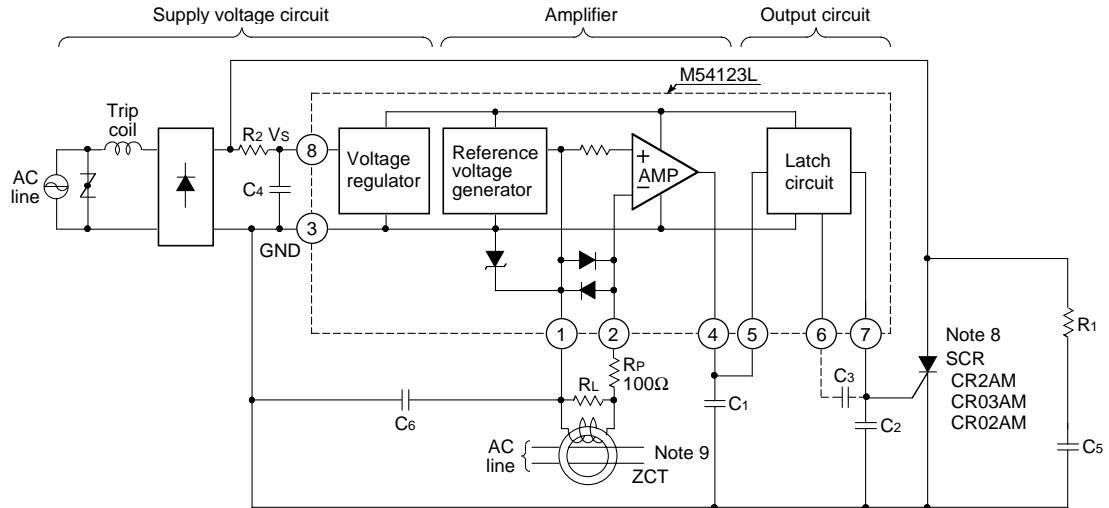 Supply voltage circuit
Amplifier
Output circuit
M54123L
Trip
coil
R2 VS
8
Voltage
regulator
Reference
voltage
generator
+
−
AMP
Latch
circuit
AC
line
C4
GND
3
1
2
4
5
6
7
R1
Note 8
SCR
CR2AM
CR03AM
CR02AM
RP
100Ω
RL
C3
C1
C2
C6
AC
line
Note 9
ZCT
C5